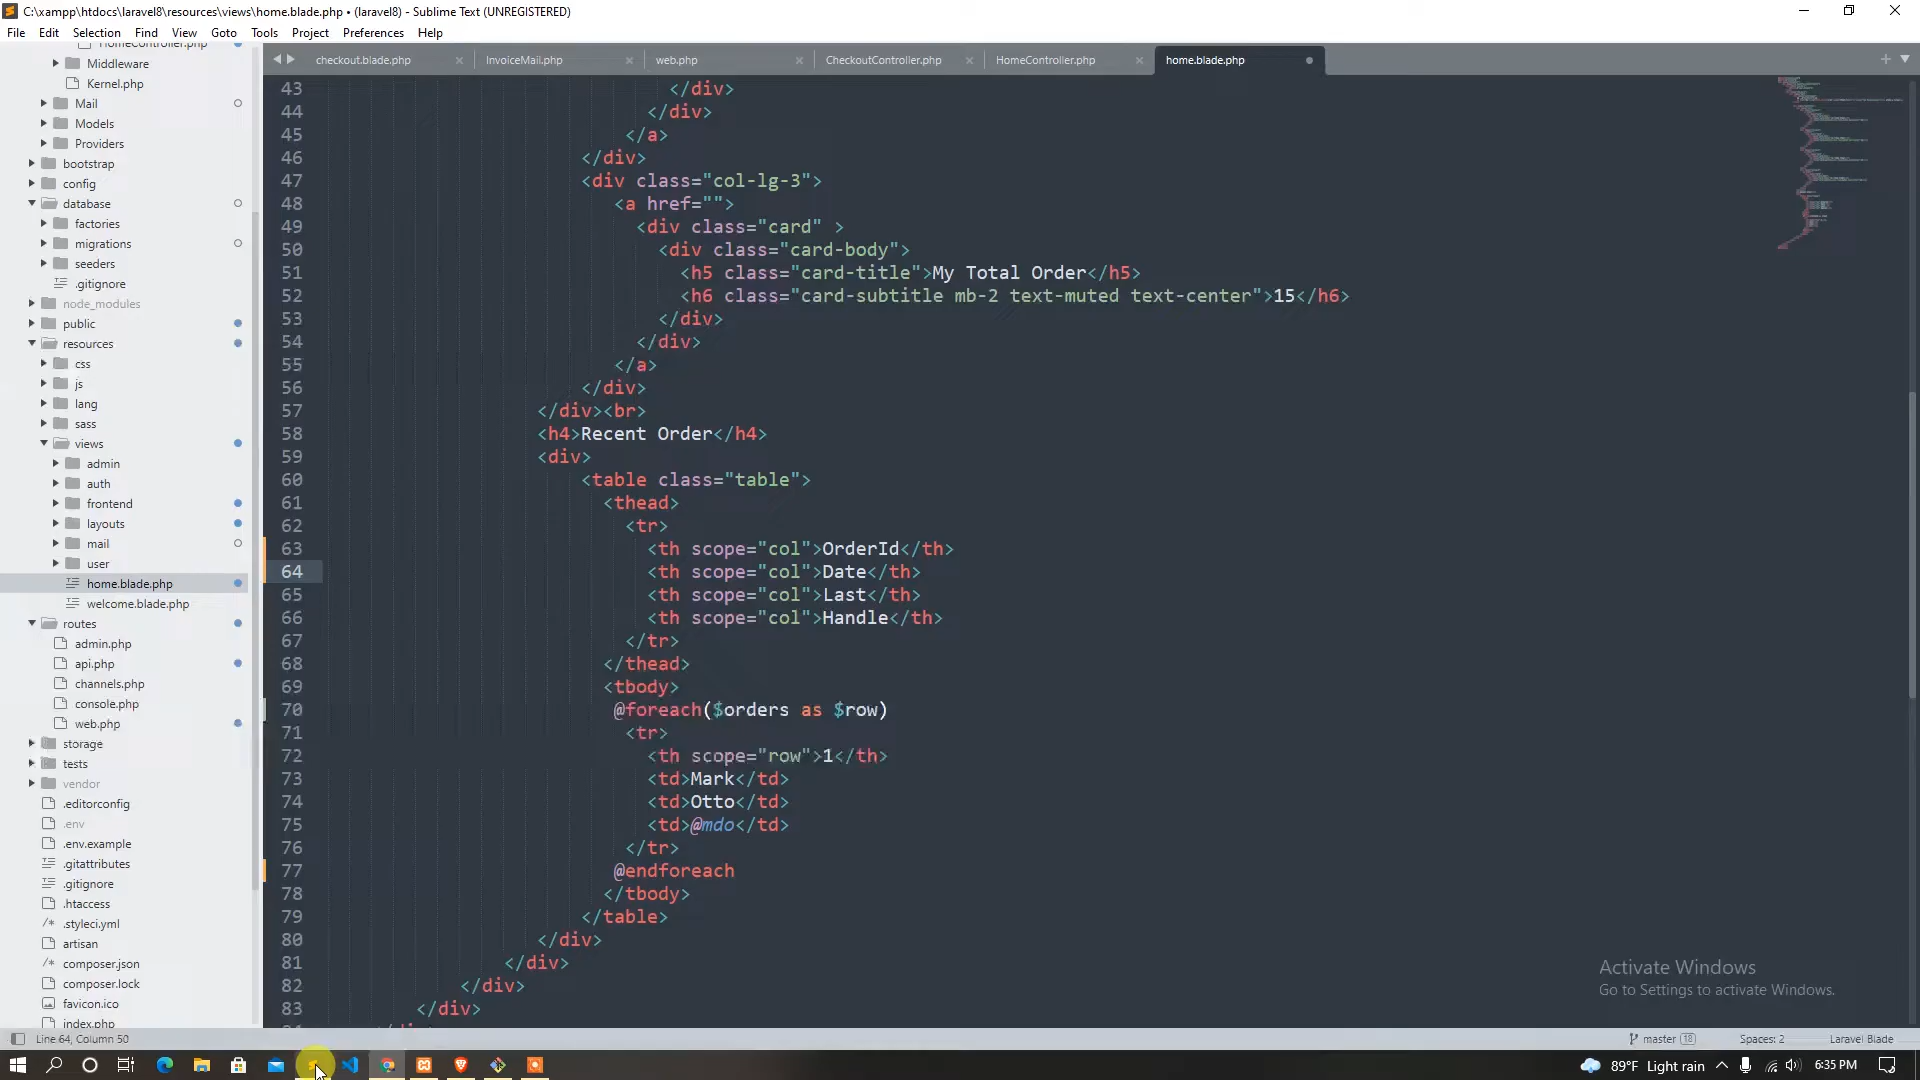 C:\xampp\htdocs\laravel8\resources\views\home.blade.php • (laravel8) - Sublime Text (UNREGISTERED)
File Edit Selection Find View Goto Tools Project Preferences Help
HomeController.php
Middleware
Kernel.php
Mail
Models
Providers
bootstrap
config
database
factories
migrations
seeders
.gitignore
node_modules
public
resources
css
js
lang
sass
views
admin
auth
frontend
layouts
mail
user
home.blade.php
welcome.blade.php
routes
admin.php
api.php
channels.php
console.php
web.php
storage
tests
vendor
.editorconfig
.env
.env.example
.gitattributes
.gitignore
.htaccess
.styleci.yml
artisan
composer.json
composer.lock
favicon.ico
index.php
checkout.blade.php InvoiceMail.php web.php CheckoutController.php HomeController.php home.blade.php
43 </div>
44 </div>
45 </a>
46 </div>
47 <div class="col-lg-3">
48 <a href="">
49 <div class="card" >
50 <div class="card-body">
51 <h5 class="card-title">My Total Order</h5>
52 <h6 class="card-subtitle mb-2 text-muted text-center">15</h6>
53 </div>
54 </div>
55 </a>
56 </div>
57 </div><br>
58 <h4>Recent Order</h4>
59 <div>
60 <table class="table">
61 <thead>
62 <tr>
63 <th scope="col">OrderId</th>
64 <th scope="col">Date</th>
65 <th scope="col">Last</th>
66 <th scope="col">Handle</th>
67 </tr>
68 </thead>
69 <tbody>
70 @foreach($orders as $row)
71 <tr>
72 <th scope="row">1</th>
73 <td>Mark</td>
74 <td>Otto</td>
75 <td>@mdo</td>
76 </tr>
77 @endforeach
78 </tbody>
79 </table>
80 </div>
81 </div>
82 </div>
83 </div>
Activate Windows
Go to Settings to activate Windows.
Line 64, Column 50 master 18 Spaces: 2 Laravel Blade
89°F Light rain 6:35 PM